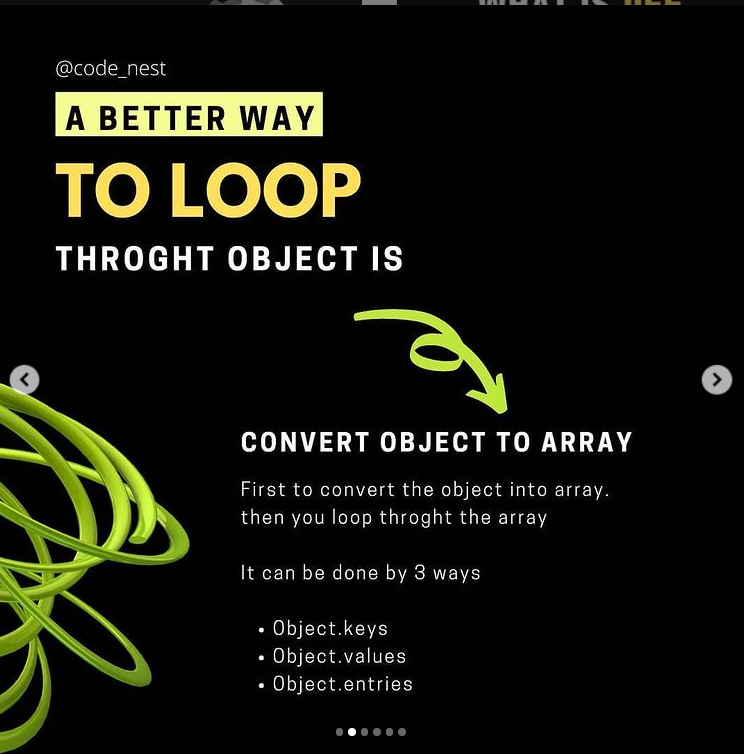 WHAT IS
@code_nest
A BETTER WAY
TO LOOP
THROGHT OBJECT IS
CONVERT OBJECT TO ARRAY
First to convert the object into array.
then you loop throght the array
It can be done by 3 ways
• Object.keys
• Object.values
• Object.entries